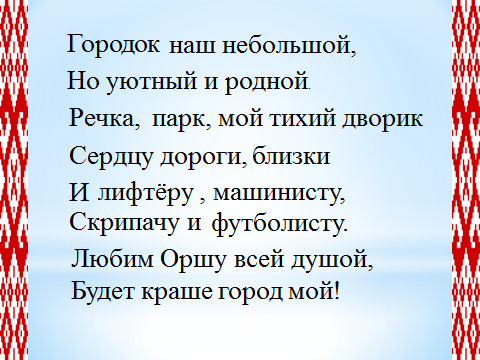 Городок наш небольшой,
Но уютный и родной.
Речка, парк, мой тихий дворик
Сердцу дороги, близки
И лифтёру , машинисту,
Скрипачу и футболисту.
Любим Оршу всей душой,
Будет краше город мой!